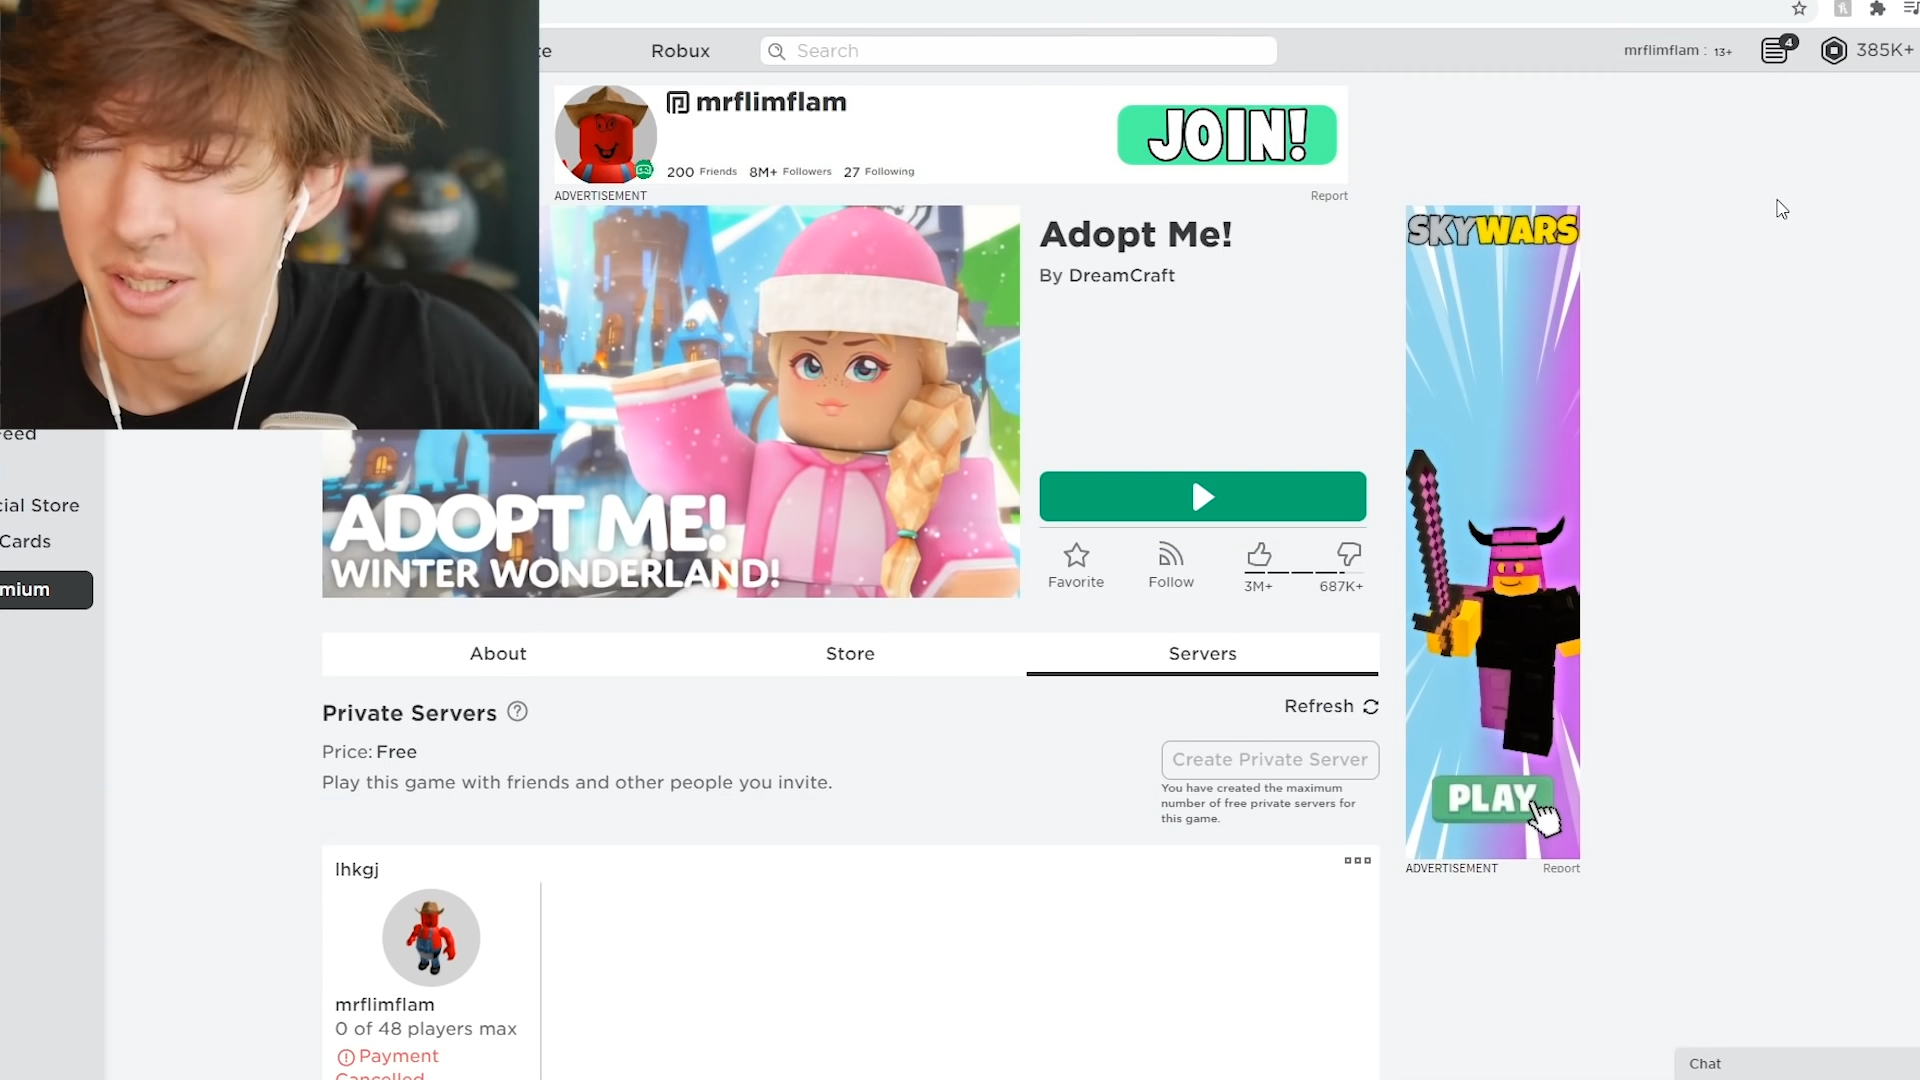 te
Robux
Search
mrflimflam : 13+
4
385K+
mrflimflam
200 Friends 8M+ Followers 27 Following
JOIN!
ADVERTISEMENT
Report
ADOPT ME!
WINTER WONDERLAND!
Adopt Me!
By DreamCraft
Favorite
Follow
3M+
687K+
SKYWARS
PLAY
ADVERTISEMENT
Report
eed
cial Store
Cards
mium
About
Store
Servers
Private Servers ?
Refresh
Price: Free
Play this game with friends and other people you invite.
Create Private Server
You have created the maximum
number of free private servers for
this game.
lhkgj
mrflimflam
0 of 48 players max
Payment
Cancelled
Chat